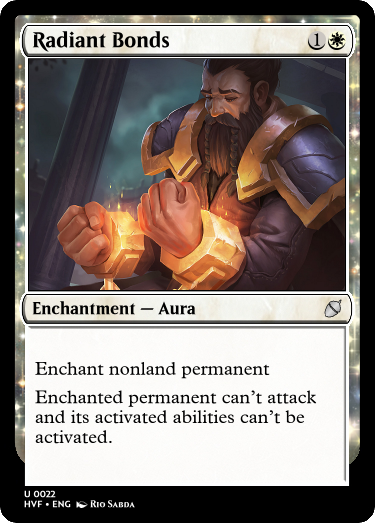 Radiant Bonds 1
Enchantment — Aura
Enchant nonland permanent
Enchanted permanent can't attack
and its activated abilities can't be
activated.
U 0022
HVF • ENG Rio Sabda